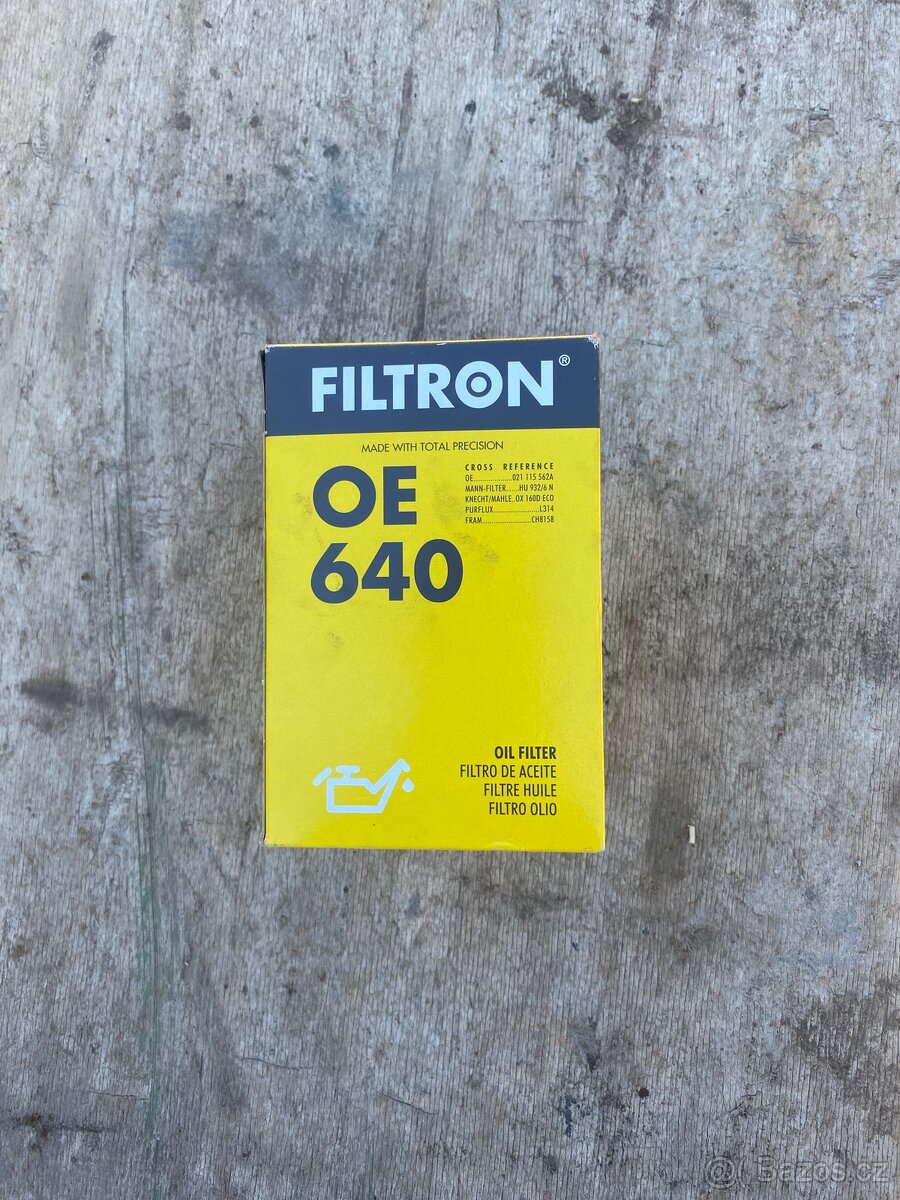 FILTRON®
MADE WITH TOTAL PRECISION
OE
640
CROSS REFERENCE
OE....................021 115 562A
MANN-FILTER.......HU 932/6 N
KNECHT/MAHLE..OX 160D ECO
PURFLUX........................L314
FRAM..........................CH8158
OIL FILTER
FILTRO DE ACEITE
FILTRE HUILE
FILTRO OLIO
@ Bazos.cz